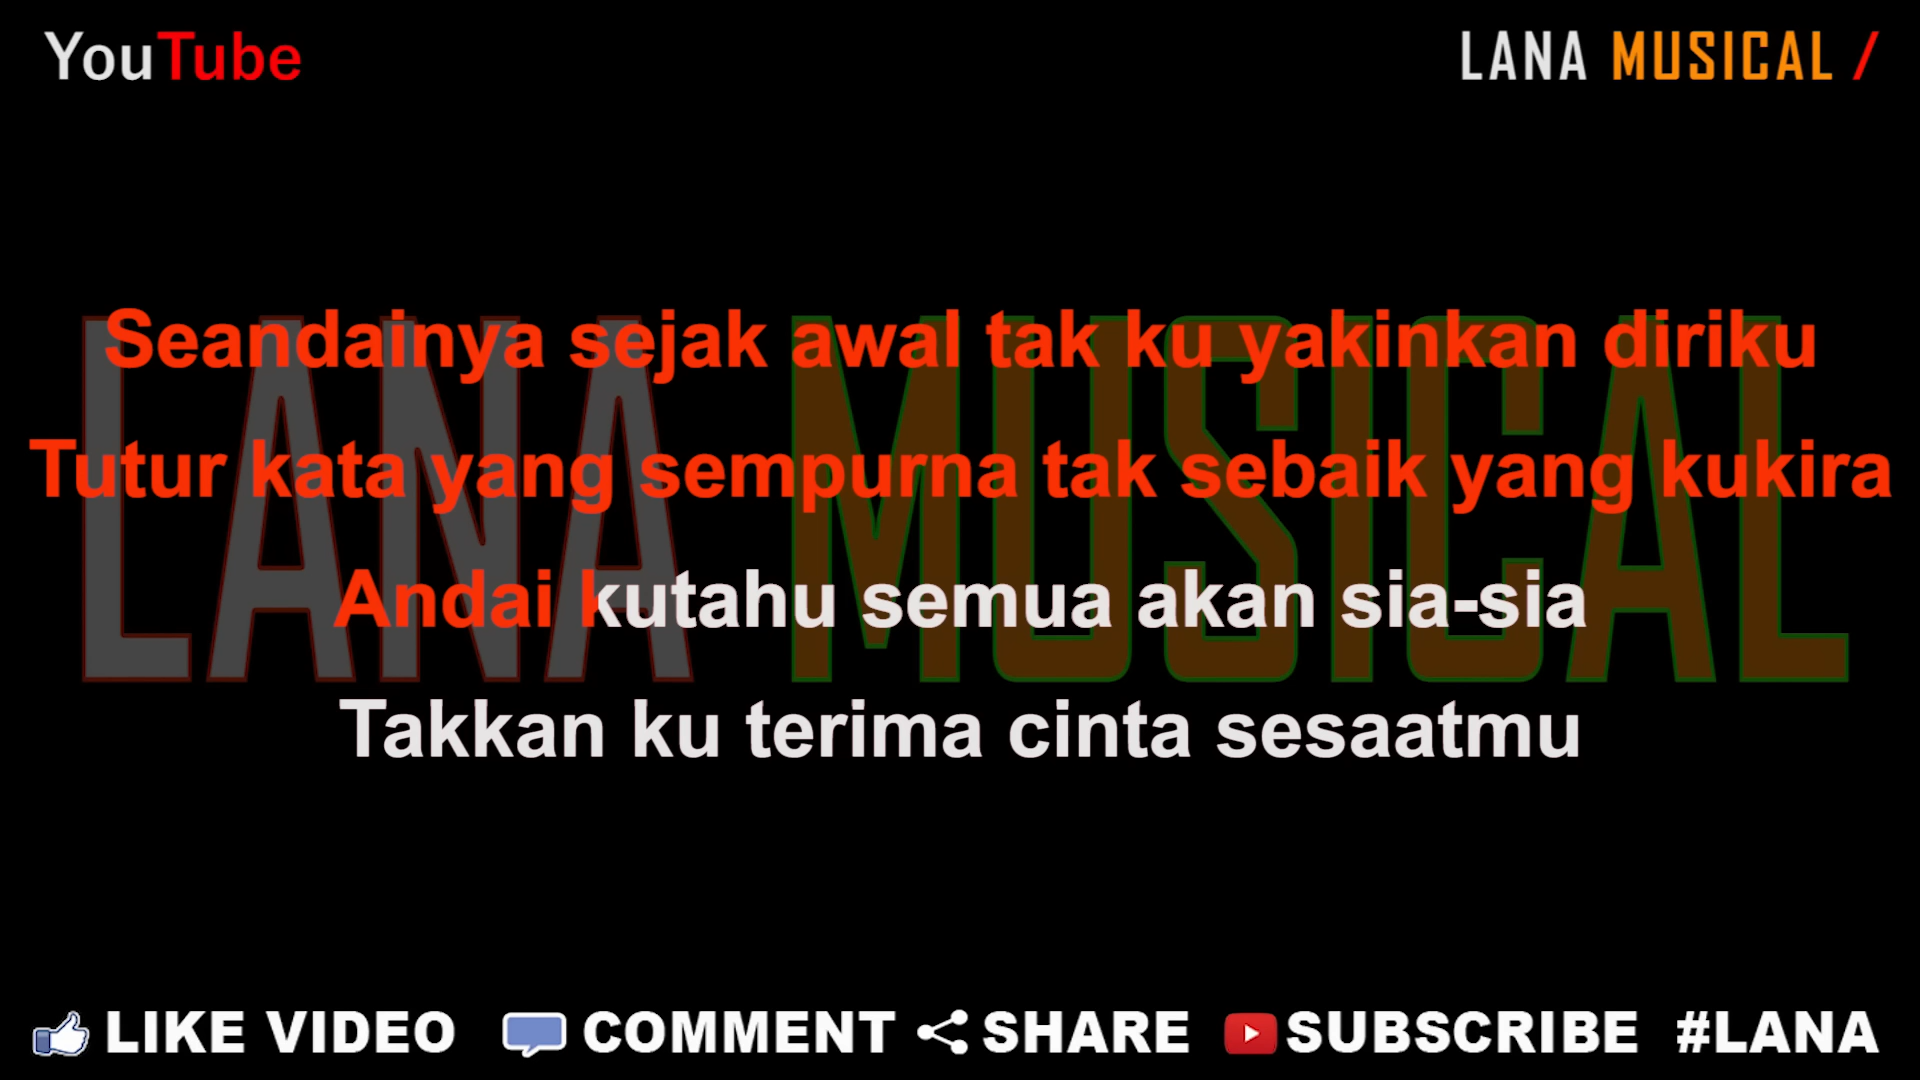 YouTube
LANA MUSICAL /
LANA MUSICAL
Seandainya sejak awal tak ku yakinkan diriku
Tutur kata yang sempurna tak sebaik yang kukira
Andai kutahu semua akan sia-sia
Takkan ku terima cinta sesaatmu
LIKE VIDEO COMMENT SHARE SUBSCRIBE #LANA